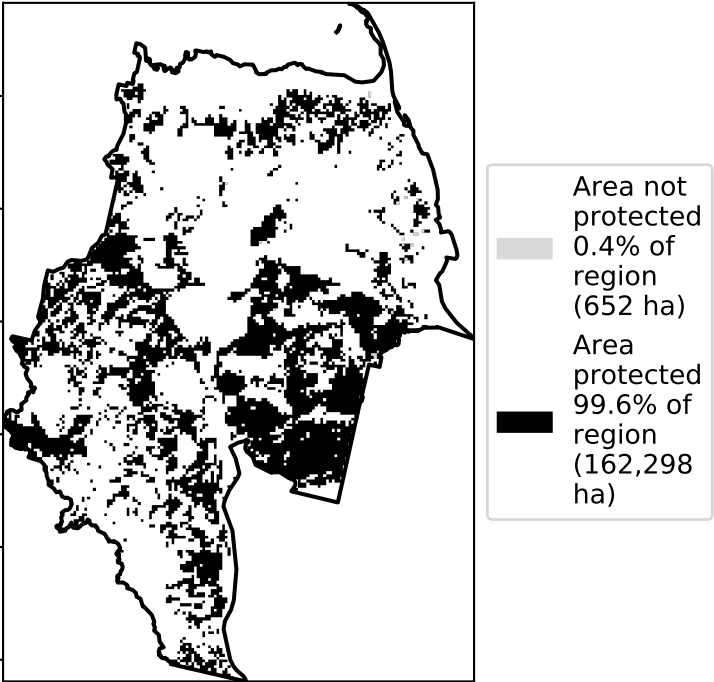 Area not
protected
0.4% of
region
(652 ha)
Area
protected
99.6% of
region
(162,298
ha)